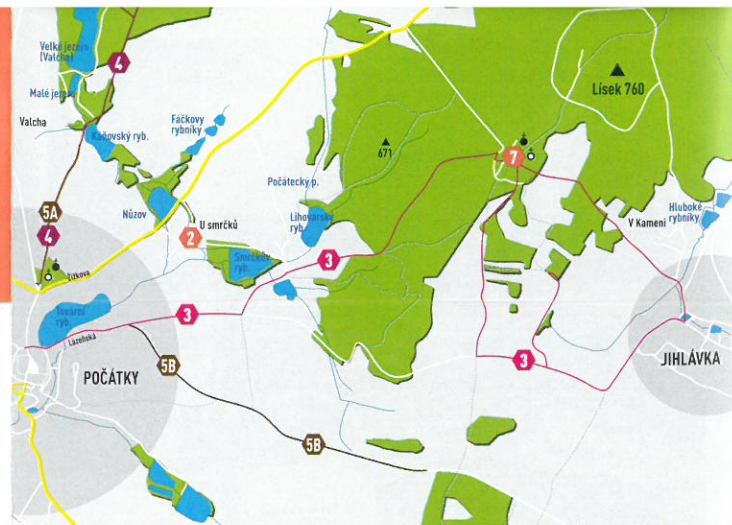 Velké jezero
(Valcha)
4
Malé jezero
Valcha
Kaňovský ryb.
Fáčkovy
rybníky
Lísek 760
671
7
Počátecký p.
5A
4
Nůzov
2
U smrčků
Lihovarský
ryb.
V Kameni
Hluboké
rybníky
Žitkova
Smrčkův
ryb.
3
Tovární
ryb.
3
Lázeňská
POČÁTKY
5B
3
JIHLÁVKA
5B